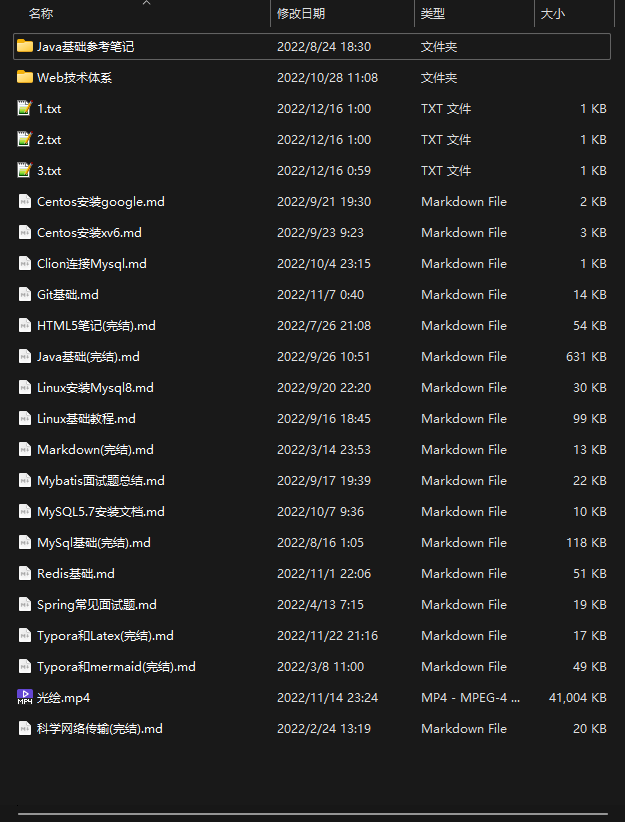 名称 修改日期 类型 大小
Java基础参考笔记 2022/8/24 18:30 文件夹
Web技术体系 2022/10/28 11:08 文件夹
1.txt 2022/12/16 1:00 TXT 文件 1 KB
2.txt 2022/12/16 1:00 TXT 文件 1 KB
3.txt 2022/12/16 0:59 TXT 文件 1 KB
Centos安装google.md 2022/9/21 19:30 Markdown File 2 KB
Centos安装xv6.md 2022/9/23 9:23 Markdown File 3 KB
Clion连接Mysql.md 2022/10/4 23:15 Markdown File 1 KB
Git基础.md 2022/11/7 0:40 Markdown File 14 KB
HTML5笔记(完结).md 2022/7/26 21:08 Markdown File 54 KB
Java基础(完结).md 2022/9/26 10:51 Markdown File 631 KB
Linux安装Mysql8.md 2022/9/20 22:20 Markdown File 30 KB
Linux基础教程.md 2022/9/16 18:45 Markdown File 99 KB
Markdown(完结).md 2022/3/14 23:53 Markdown File 13 KB
Mybatis面试题总结.md 2022/9/17 19:39 Markdown File 22 KB
MySQL5.7安装文档.md 2022/10/7 9:36 Markdown File 10 KB
MySql基础(完结).md 2022/8/16 1:05 Markdown File 118 KB
Redis基础.md 2022/11/1 22:06 Markdown File 51 KB
Spring常见面试题.md 2022/4/13 7:15 Markdown File 19 KB
Typora和Latex(完结).md 2022/11/22 21:16 Markdown File 17 KB
Typora和mermaid(完结).md 2022/3/8 11:00 Markdown File 49 KB
MP4 光绘.mp4 2022/11/14 23:24 MP4 - MPEG-4 ... 41,004 KB
科学网络传输(完结).md 2022/2/24 13:19 Markdown File 20 KB